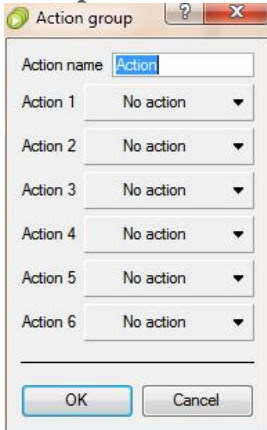 Action group
Action name Action
Action 1 No action
Action 2 No action
Action 3 No action
Action 4 No action
Action 5 No action
Action 6 No action
OK Cancel